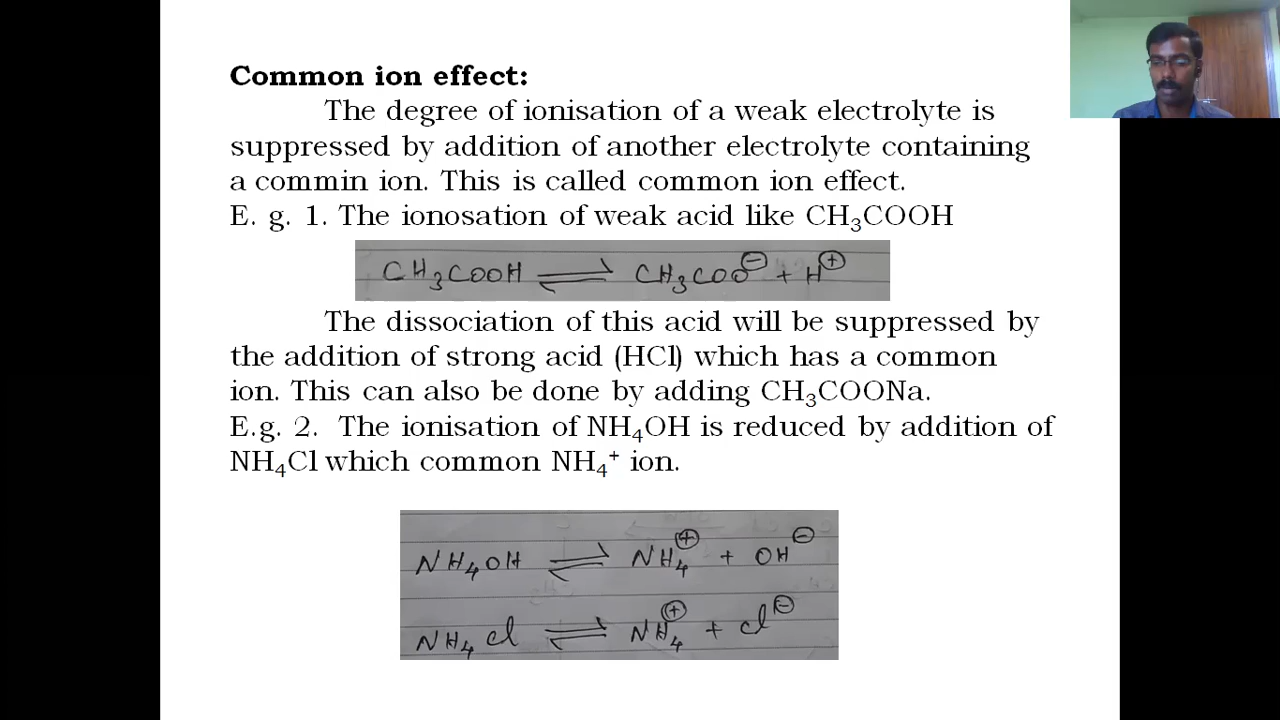 Common ion effect:
The degree of ionisation of a weak electrolyte is
suppressed by addition of another electrolyte containing
a commin ion. This is called common ion effect.
E. g. 1. The ionosation of weak acid like CH₃COOH
CH₃COOH ⇌ CH₃COO⊖ + H⊕
The dissociation of this acid will be suppressed by
the addition of strong acid (HCl) which has a common
ion. This can also be done by adding CH₃COONa.
E.g. 2. The ionisation of NH₄OH is reduced by addition of
NH₄Cl which common NH₄⁺ ion.
NH₄OH ⇌ NH₄⊕ + OH⊖
NH₄Cl ⇌ NH₄⊕ + Cl⊖